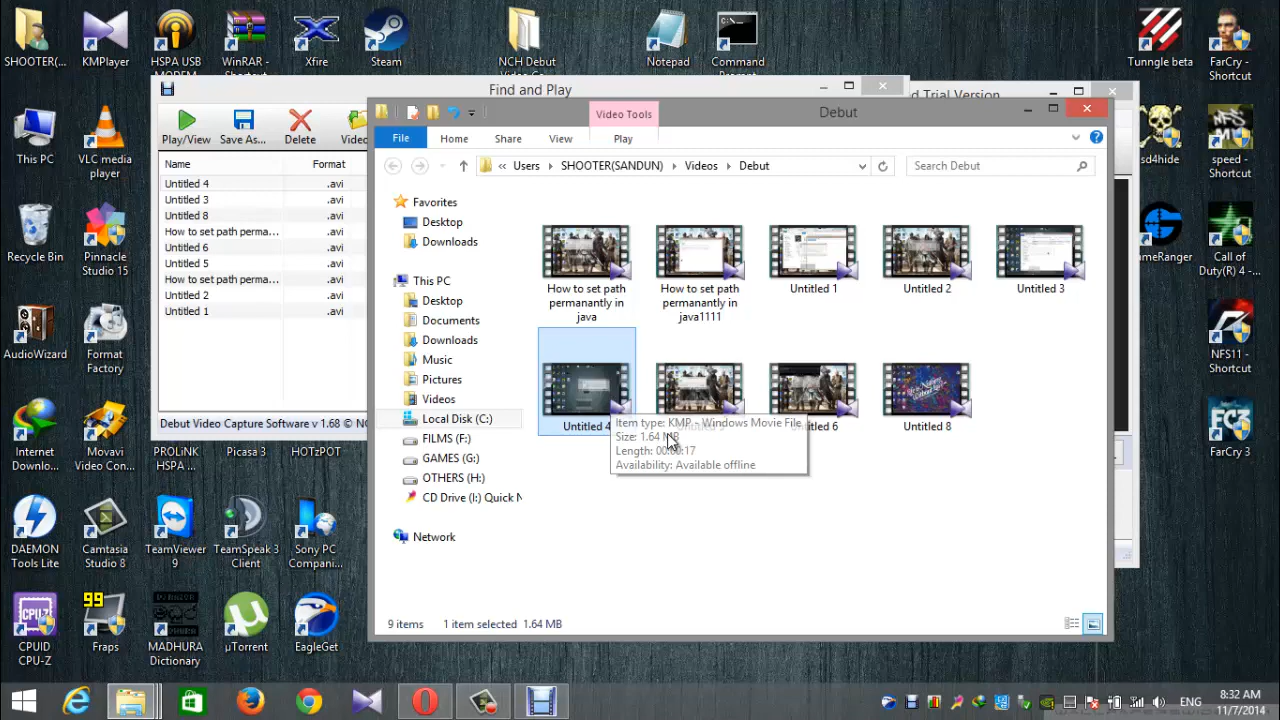 SHOOTER(...
KMPlayer
HSPA USB
MODEM
WinRAR -
Shortcut
Xfire
Steam
NCH Debut
Notepad
Command
Tunngle beta
FarCry -
Shortcut
Find and Play
d Trial Version
Play/View
Save As...
Delete
Video
Name
Format
Untitled 4
.avi
Untitled 3
.avi
Untitled 8
.avi
How to set path perma...
.avi
Untitled 6
.avi
Untitled 5
.avi
How to set path perma...
.avi
Untitled 2
.avi
Untitled 1
.avi
Debut Video Capture Software v 1.68 © NC
Video Tools
Debut
File
Home
Share
View
Play
«
Users
SHOOTER(SANDUN)
Videos
Debut
Search Debut
Favorites
Desktop
Downloads
This PC
Desktop
Documents
Downloads
Music
Pictures
Videos
Local Disk (C:)
FILMS (F:)
GAMES (G:)
OTHERS (H:)
CD Drive (I:) Quick N
Network
How to set path
permanantly in
java
How to set path
permanantly in
java1111
Untitled 1
Untitled 2
Untitled 3
Untitled 4
Untitled 6
Untitled 8
Item type: KMP - Windows Movie File
Size: 1.64 MB
Length: 00:00:17
Availability: Available offline
9 items
1 item selected 1.64 MB
This PC
VLC media
player
sd4hide
speed -
Shortcut
Recycle Bin
Pinnacle
Studio 15
meRanger
Call of
Duty(R) 4 -...
AudioWizard
Format
Factory
NFS11 -
Shortcut
Internet
Downlo...
Movavi
Video Con...
PROLiNK
HSPA ...
Picasa 3
HOTzPOT
FarCry 3
DAEMON
Tools Lite
Camtasia
Studio 8
TeamViewer
9
TeamSpeak 3
Client
Sony PC
Compani...
CPUID
CPU-Z
99
Fraps
MADHURA
Dictionary
µTorrent
EagleGet
ENG
8:32 AM
11/7/2014